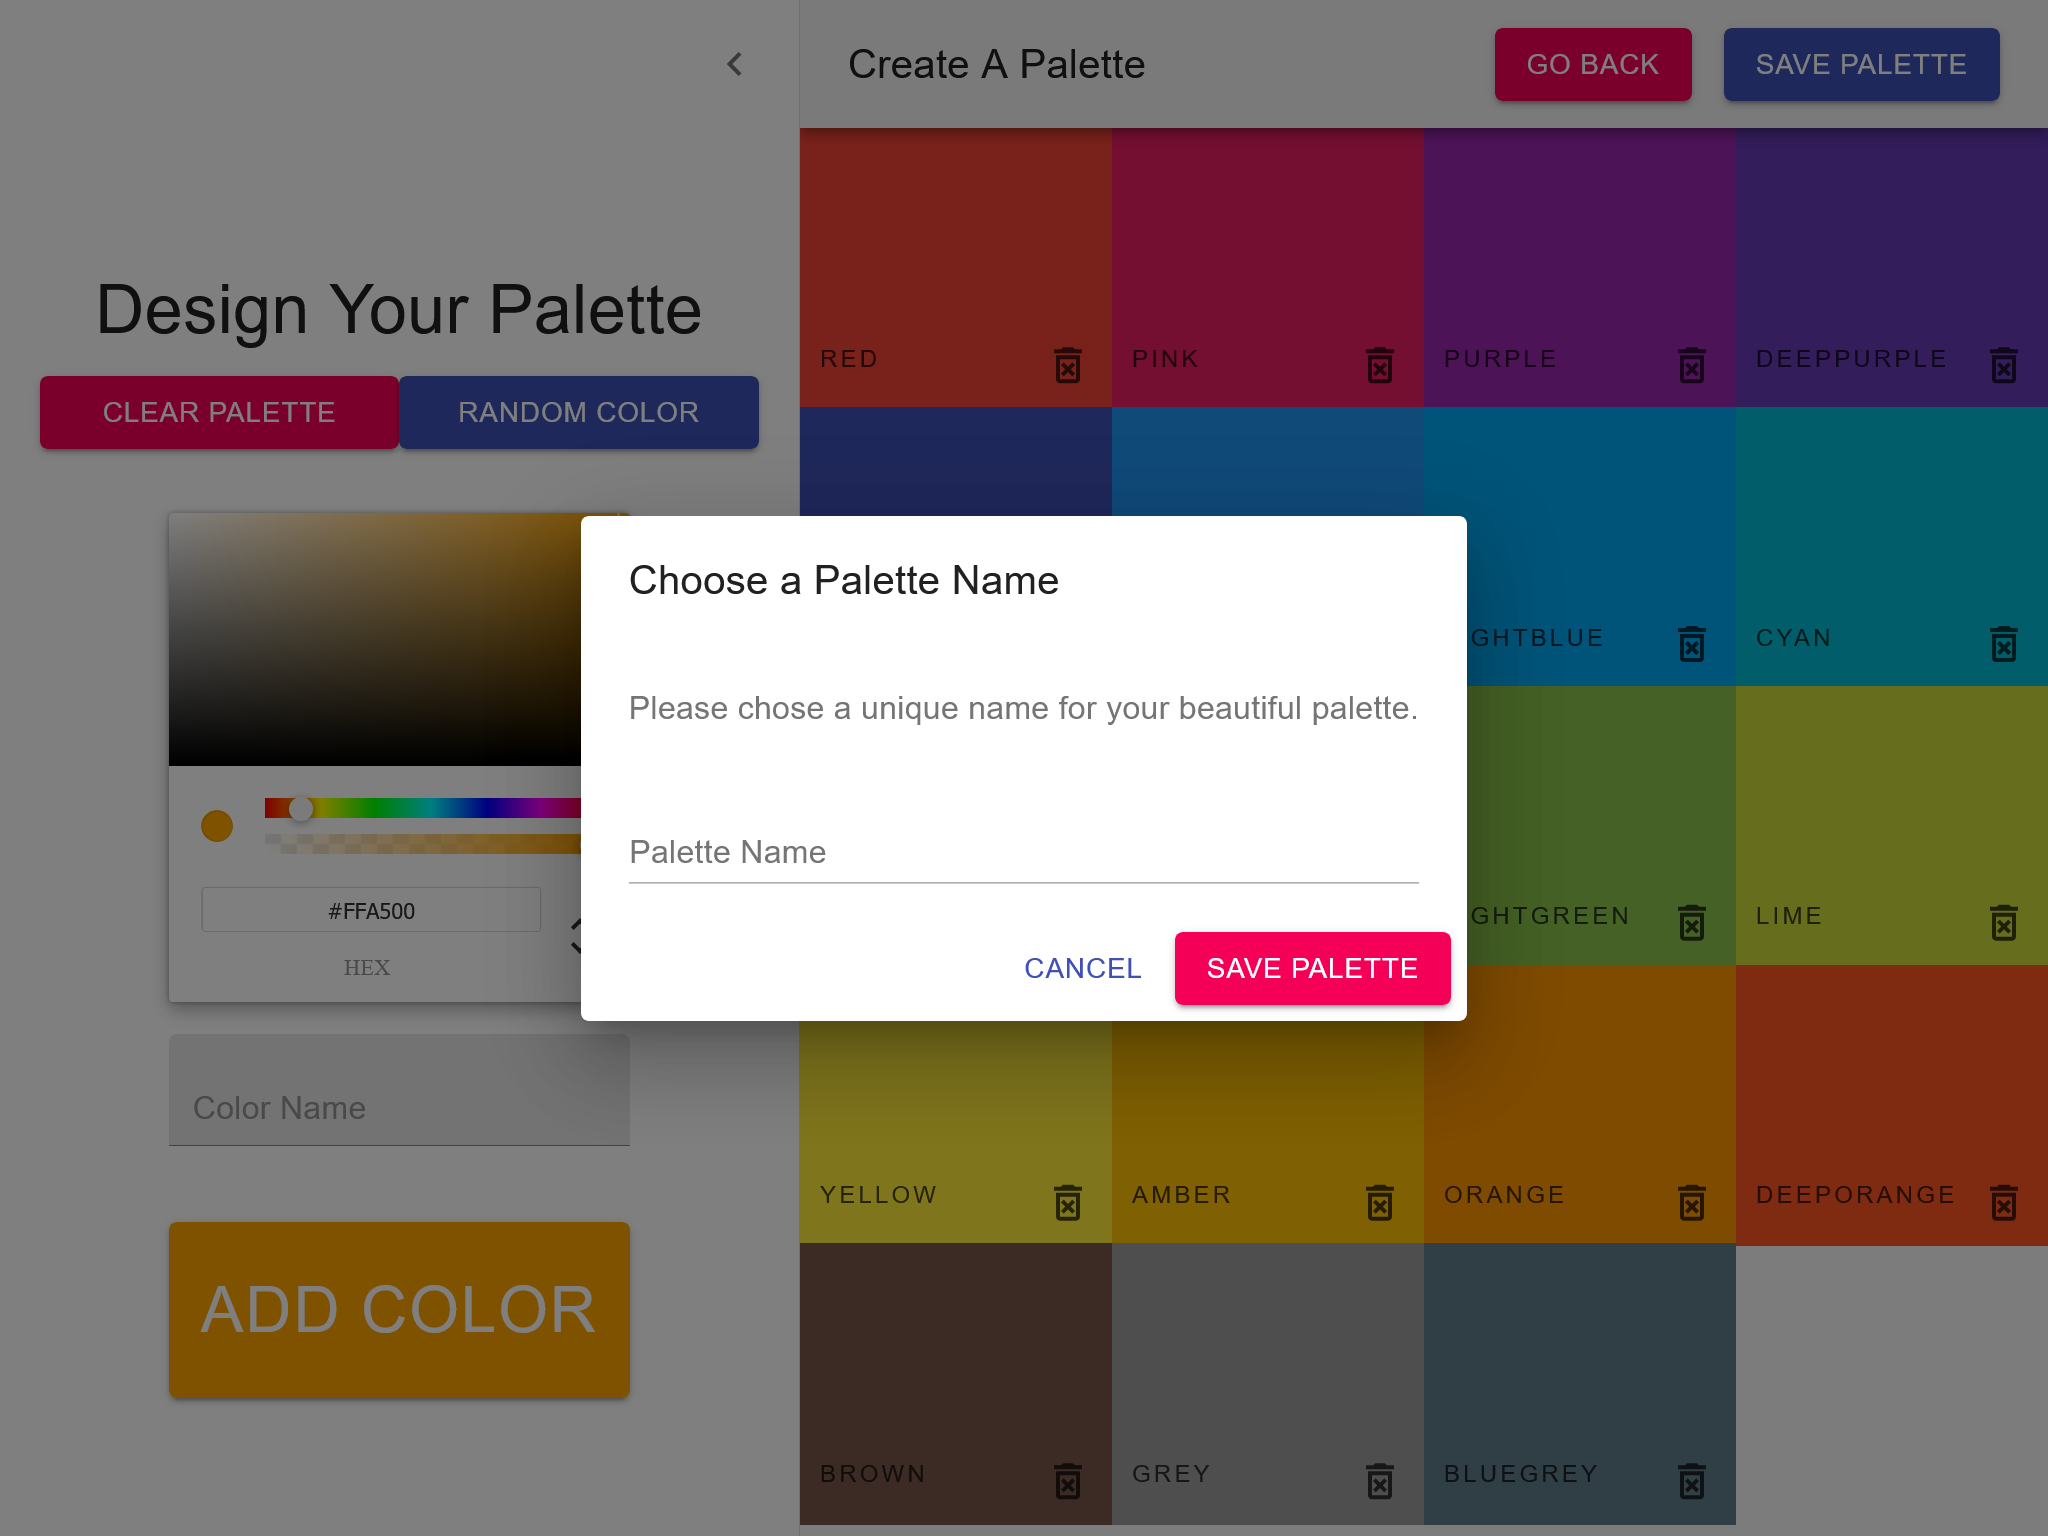 Create A Palette
GO BACK
SAVE PALETTE
Design Your Palette
CLEAR PALETTE
RANDOM COLOR
#FFA500
HEX
Color Name
ADD COLOR
RED
PINK
PURPLE
DEEPPURPLE
GHTBLUE
CYAN
GHTGREEN
LIME
YELLOW
AMBER
ORANGE
DEEPORANGE
BROWN
GREY
BLUEGREY
Choose a Palette Name
Please chose a unique name for your beautiful palette.
Palette Name
CANCEL
SAVE PALETTE